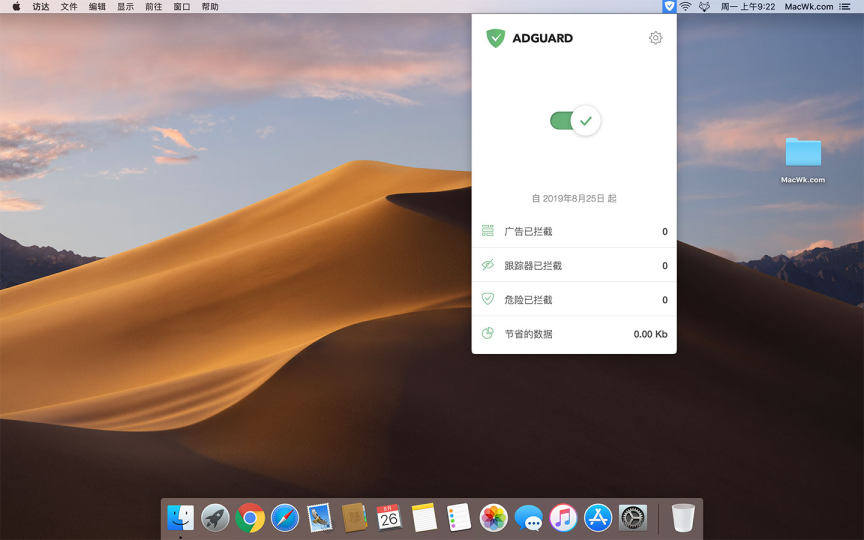 访达 文件 编辑 显示 前往 窗口 帮助 周一 上午9:22 MacWk.com
ADGUARD
自 2019年8月25日 起
广告已拦截 0
跟踪器已拦截 0
危险已拦截 0
节省的数据 0.00 Kb
MacWk.com
8月
26